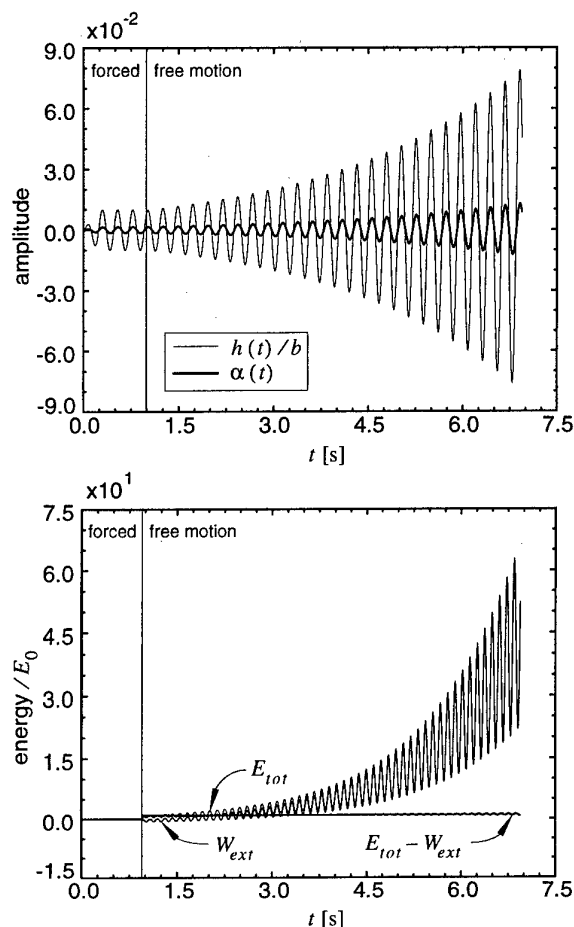 x10⁻²
9.0
forced
free motion
6.0
3.0
0.0
-3.0
-6.0
-9.0
amplitude
h(t)/b
α(t)
0.0 1.5 3.0 4.5 6.0 7.5
t [s]
x10¹
7.5
forced
free motion
6.0
4.5
3.0
1.5
0.0
-1.5
energy/E₀
E_tot
W_ext
E_tot − W_ext
0.0 1.5 3.0 4.5 6.0 7.5
t [s]